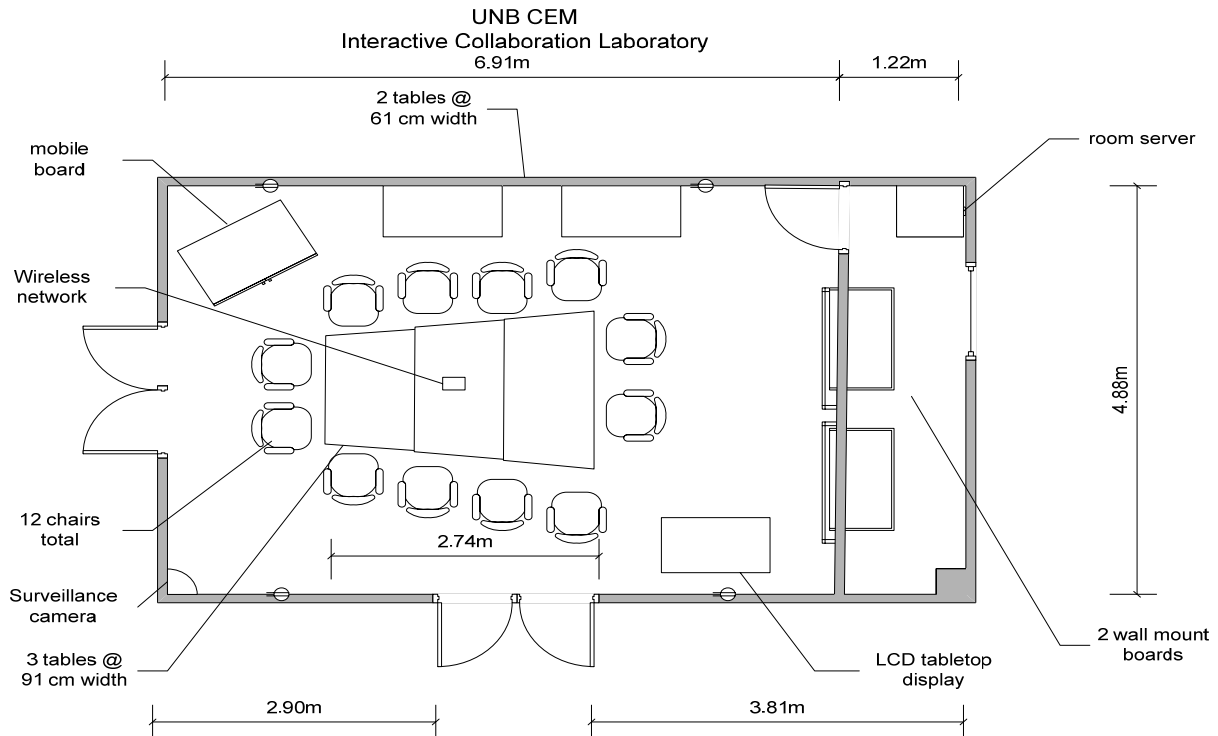 UNB CEM
Interactive Collaboration Laboratory
6.91m
1.22m
2 tables @
61 cm width
mobile
board
room server
Wireless
network
4.88m
12 chairs
total
2.74m
Surveillance
camera
3 tables @
91 cm width
LCD tabletop
display
2 wall mount
boards
2.90m
3.81m